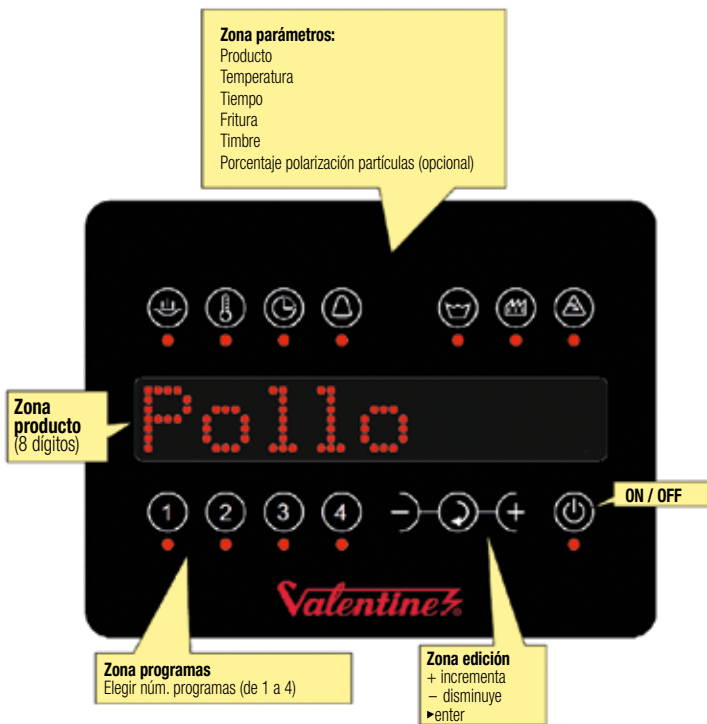 Zona parámetros:
Producto
Temperatura
Tiempo
Fritura
Timbre
Porcentaje polarización partículas (opcional)
Zona
producto
(8 dígitos)
Pollo
1 2 3 4 − +
ON / OFF
Valentine
Zona programas
Elegir núm. programas (de 1 a 4)
Zona edición
+ incrementa
− disminuye
►enter